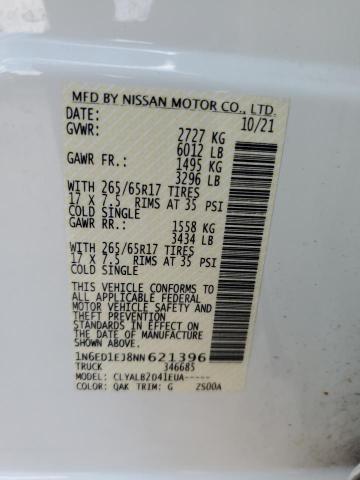 MFD BY NISSAN MOTOR CO., LTD.
DATE: 10/21
GVWR: 2727 KG
6012 LB
GAWR FR.: 1495 KG
3296 LB
WITH 265/65R17 TIRES
17 X 7.5 RIMS AT 35 PSI
COLD SINGLE
GAWR RR.: 1558 KG
3434 LB
WITH 265/65R17 TIRES
17 X 7.5 RIMS AT 35 PSI
COLD SINGLE
THIS VEHICLE CONFORMS TO
ALL APPLICABLE FEDERAL
MOTOR VEHICLE SAFETY
STANDARDS IN EFFECT ON
THE DATE OF MANUFACTURE
SHOWN ABOVE.
1N6ED1EJ8NN621396
TRUCK 346685
MODEL: CLYALB2041EUA-----
COLOR: QAK TRIM: G 2S00A